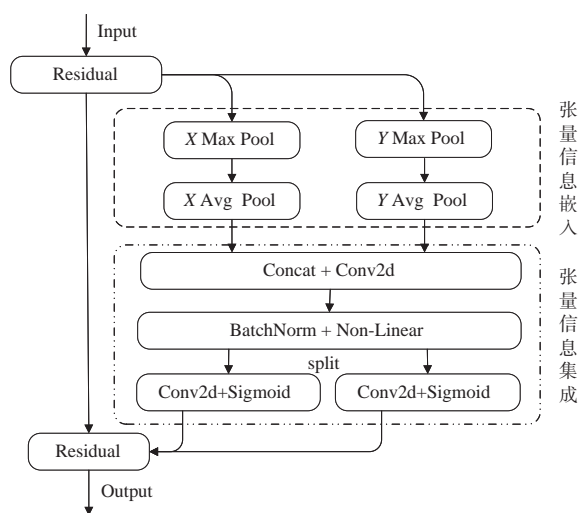 Input
Residual
X Max Pool
Y Max Pool
X Avg Pool
Y Avg Pool
张量信息嵌入
Concat + Conv2d
BatchNorm + Non-Linear
split
Conv2d+Sigmoid
Conv2d+Sigmoid
张量信息集成
Residual
Output